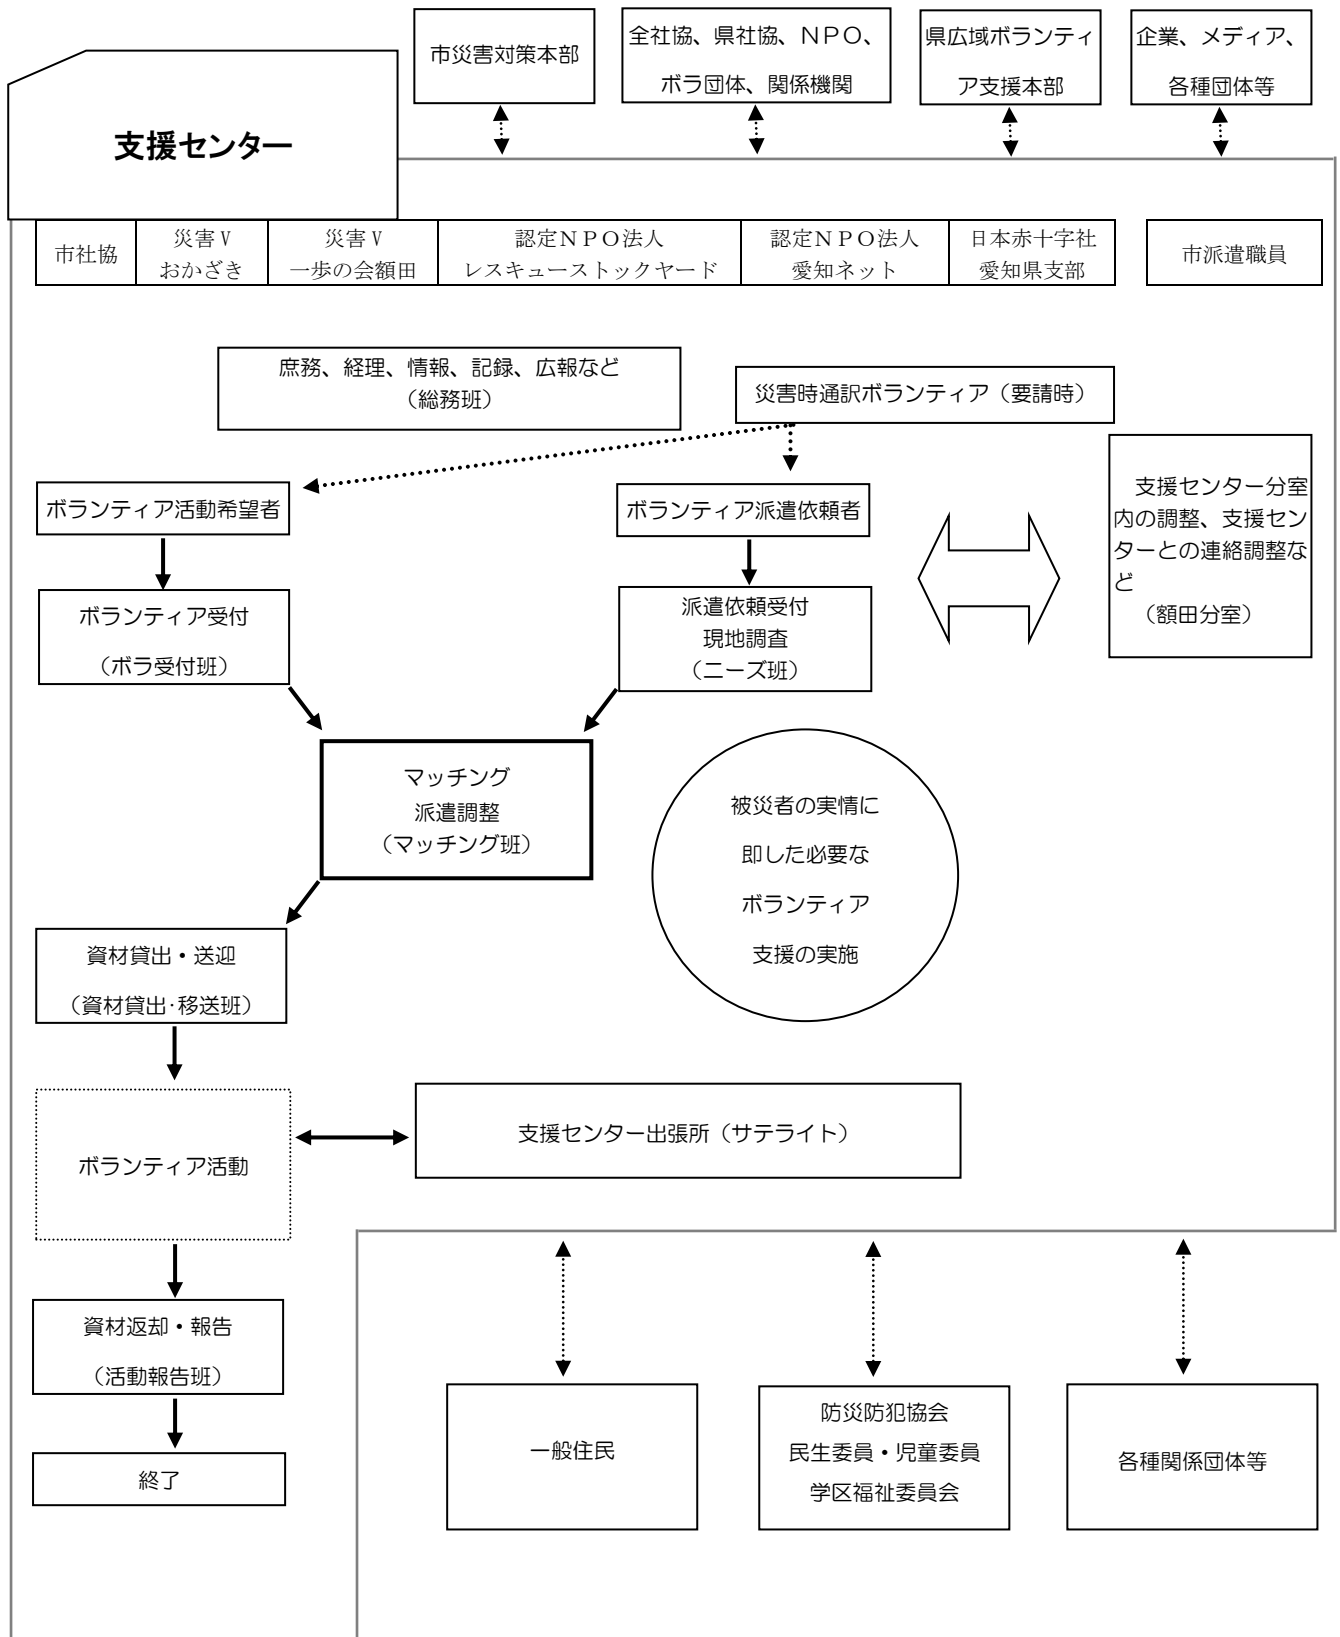 市災害対策本部
全社協、県社協、ＮＰＯ、
ボラ団体、関係機関
県広域ボランティ
ア支援本部
企業、メディア、
各種団体等
支援センター
市社協
災害Ｖ
おかざき
災害Ｖ
一歩の会額田
認定ＮＰＯ法人
レスキューストックヤード
認定ＮＰＯ法人
愛知ネット
日本赤十字社
愛知県支部
市派遣職員
庶務、経理、情報、記録、広報など
（総務班）
災害時通訳ボランティア（要請時）
ボランティア活動希望者
ボランティア派遣依頼者
支援センター分室
内の調整、支援セン
ターとの連絡調整な
ど
（額田分室）
ボランティア受付
（ボラ受付班）
派遣依頼受付
現地調査
（ニーズ班）
マッチング
派遣調整
（マッチング班）
被災者の実情に
即した必要な
ボランティア
支援の実施
資材貸出・送迎
（資材貸出･移送班）
ボランティア活動
支援センター出張所（サテライト）
資材返却・報告
（活動報告班）
終了
一般住民
防災防犯協会
民生委員・児童委員
学区福祉委員会
各種関係団体等